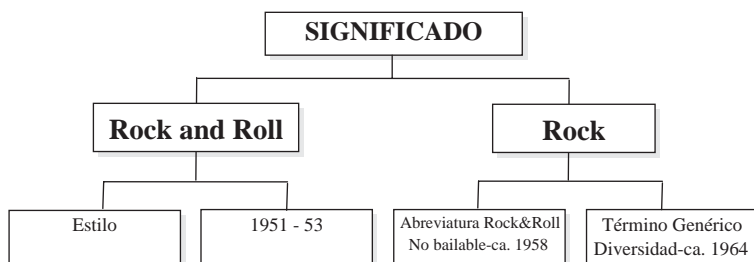 SIGNIFICADO
Rock and Roll
Rock
Estilo
1951 - 53
Abreviatura Rock&Roll
No bailable-ca. 1958
Término Genérico
Diversidad-ca. 1964